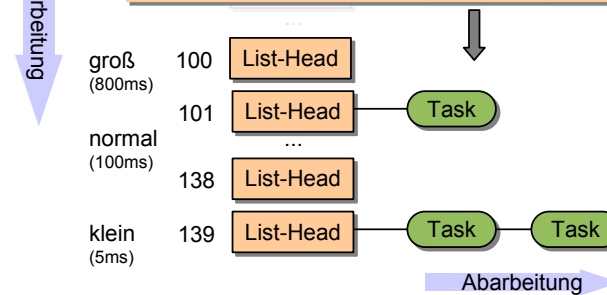 ...
rbeitung
groß 100 List-Head
(800ms)
101 List-Head Task
normal ...
(100ms)
138 List-Head
klein 139 List-Head Task Task
(5ms)
Abarbeitung